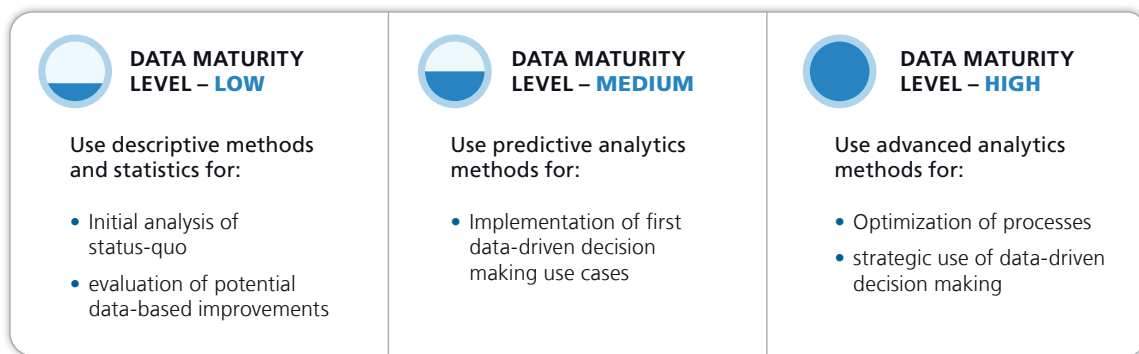 DATA MATURITY
LEVEL – LOW
Use descriptive methods
and statistics for:
• Initial analysis of
status-quo
• evaluation of potential
data-based improvements
DATA MATURITY
LEVEL – MEDIUM
Use predictive analytics
methods for:
• Implementation of first
data-driven decision
making use cases
DATA MATURITY
LEVEL – HIGH
Use advanced analytics
methods for:
• Optimization of processes
• strategic use of data-driven
decision making